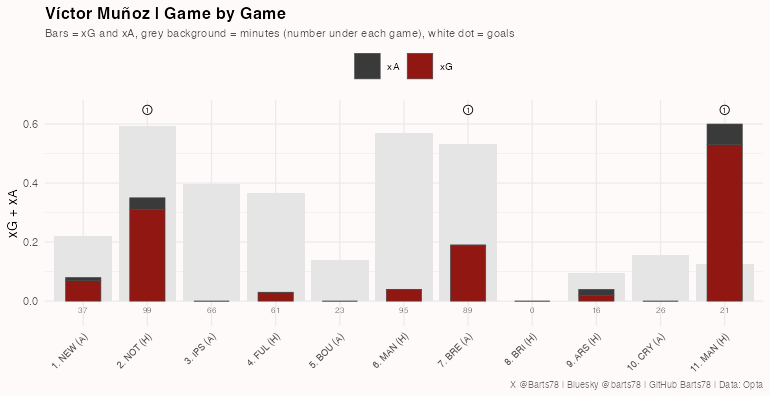 Víctor Muñoz | Game by Game
Bars = xG and xA, grey background = minutes (number under each game), white dot = goals
xA xG
1 1 1
xG + xA
0.6
0.4
0.2
0.0
37 99 66 61 23 95 89 0 16 26 21
1. NEW (A)
2. NOT (H)
3. IPS (A)
4. FUL (H)
5. BOU (A)
6. MAN (H)
7. BRE (A)
8. BRI (H)
9. ARS (H)
10. CRY (A)
11. MAN (H)
X @Barts78 | Bluesky @barts78 | GitHub Barts78 | Data: Opta